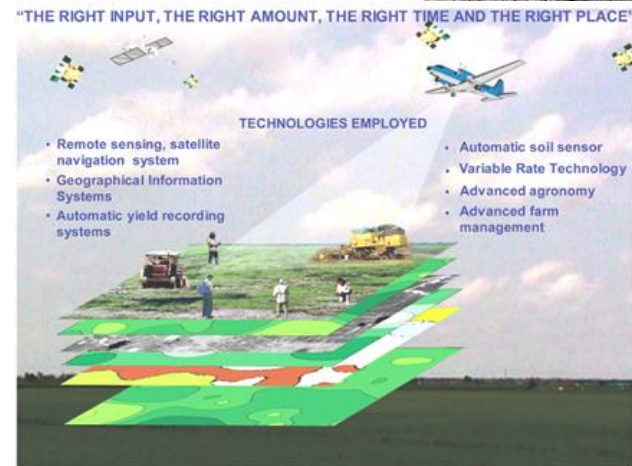 “THE RIGHT INPUT, THE RIGHT AMOUNT, THE RIGHT TIME AND THE RIGHT PLACE”
TECHNOLOGIES EMPLOYED
• Remote sensing, satellite
navigation system
• Geographical Information
Systems
• Automatic yield recording
systems
• Automatic soil sensor
• Variable Rate Technology
• Advanced agronomy
• Advanced farm
management